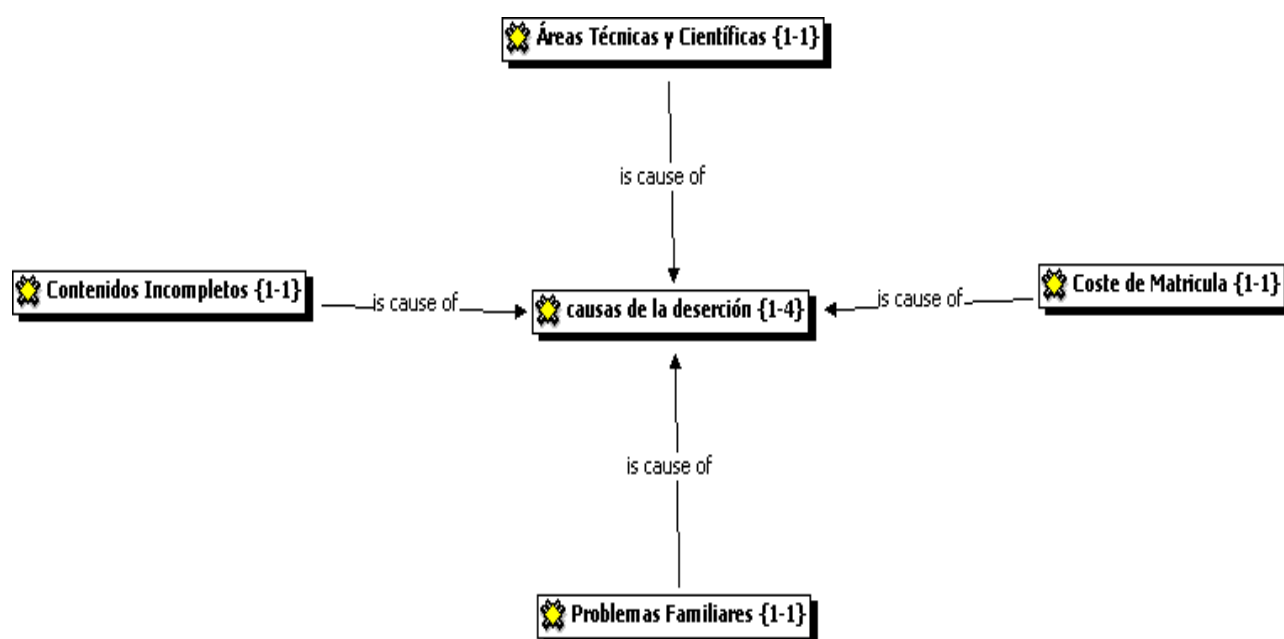 Áreas Técnicas y Científicas {1-1}
is cause of
Contenidos Incompletos {1-1}
is cause of
causas de la deserción {1-4}
is cause of
Coste de Matricula {1-1}
is cause of
Problemas Familiares {1-1}